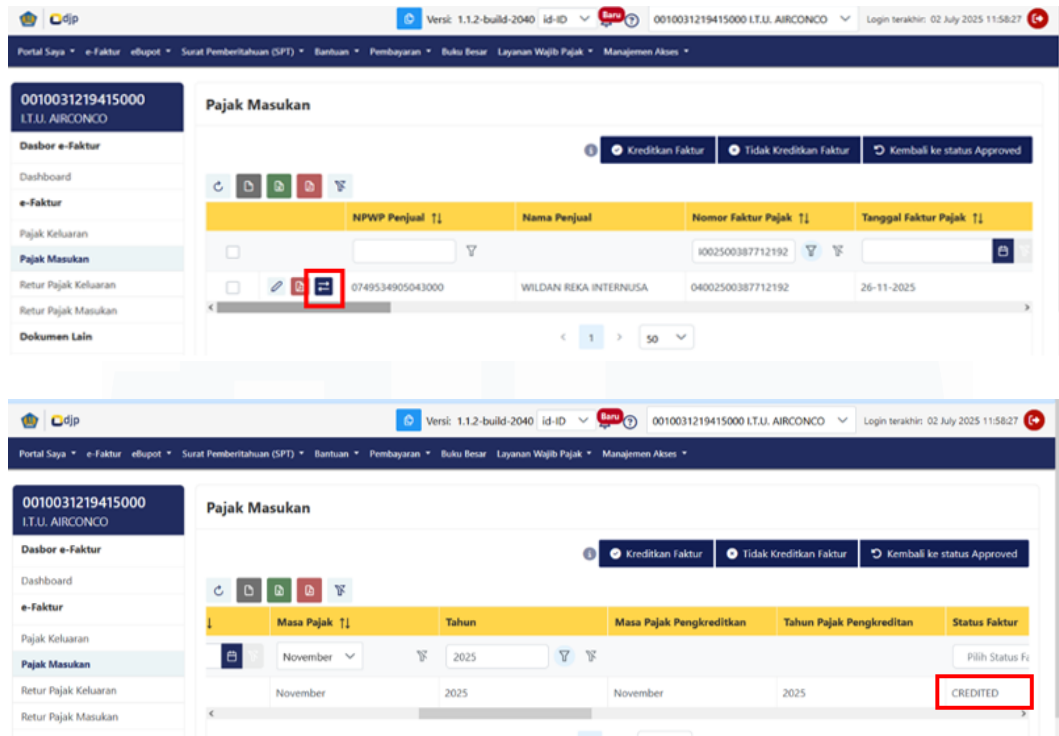 djp Versi: 1.1.2-build-2040 id-ID Baru 0010031219415000 I.T.U. AIRCONCO Login terakhir: 02 July 2025 11:58:27
Portal Saya e-Faktur eBupot Surat Pemberitahuan (SPT) Bantuan Pembayaran Buku Besar Layanan Wajib Pajak Manajemen Akses
0010031219415000
I.T.U. AIRCONCO
Pajak Masukan
Dasbor e-Faktur
Kreditkan Faktur Tidak Kreditkan Faktur Kembali ke status Approved
Dashboard
e-Faktur
NPWP Penjual Nama Penjual Nomor Faktur Pajak Tanggal Faktur Pajak
Pajak Keluaran
002500387712192
Pajak Masukan
Retur Pajak Keluaran
0749534905043000 WILDAN REKA INTERNUSA 04002500387712192 26-11-2025
Retur Pajak Masukan
Dokumen Lain
1 50
djp Versi: 1.1.2-build-2040 id-ID Baru 0010031219415000 I.T.U. AIRCONCO Login terakhir: 02 July 2025 11:58:27
Portal Saya e-Faktur eBupot Surat Pemberitahuan (SPT) Bantuan Pembayaran Buku Besar Layanan Wajib Pajak Manajemen Akses
0010031219415000
I.T.U. AIRCONCO
Pajak Masukan
Dasbor e-Faktur
Kreditkan Faktur Tidak Kreditkan Faktur Kembali ke status Approved
Dashboard
e-Faktur
Masa Pajak Tahun Masa Pajak Pengkreditkan Tahun Pajak Pengkreditan Status Faktur
Pajak Keluaran
November 2025 Pilih Status Fa
Pajak Masukan
Retur Pajak Keluaran
November 2025 November 2025 CREDITED
Retur Pajak Masukan